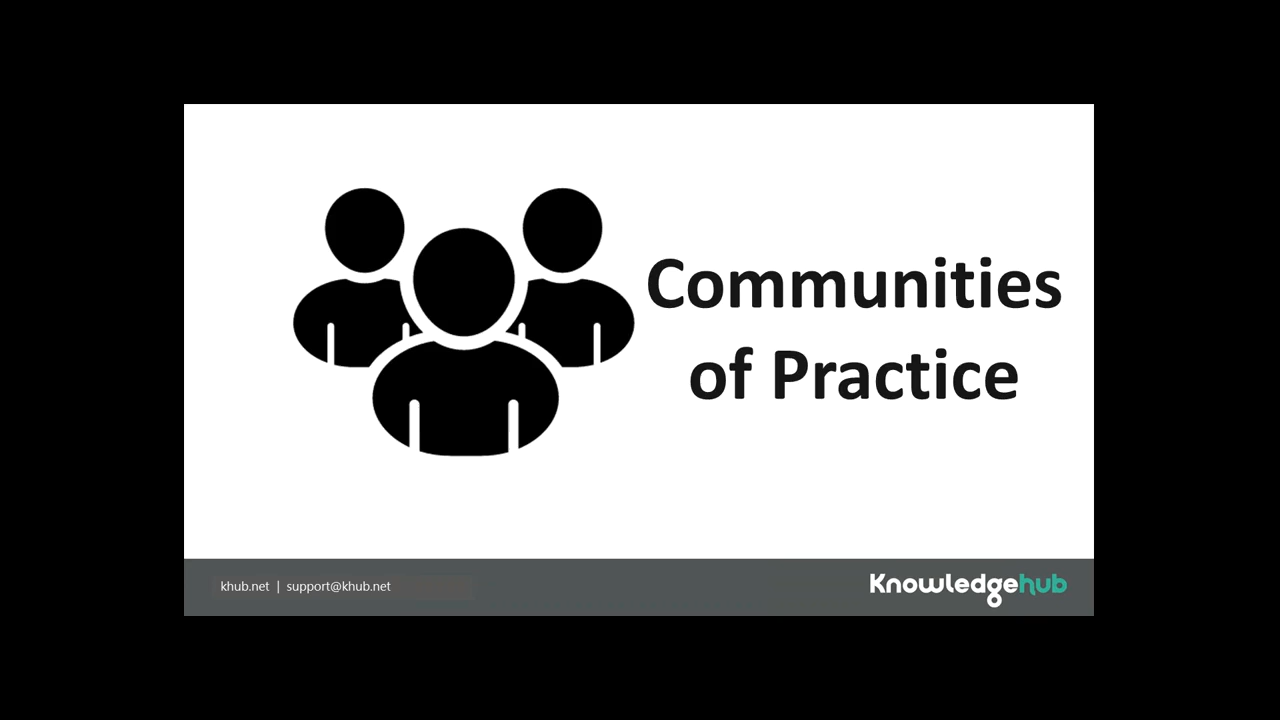 Communities
of Practice
khub.net | support@khub.net
Knowledgehub